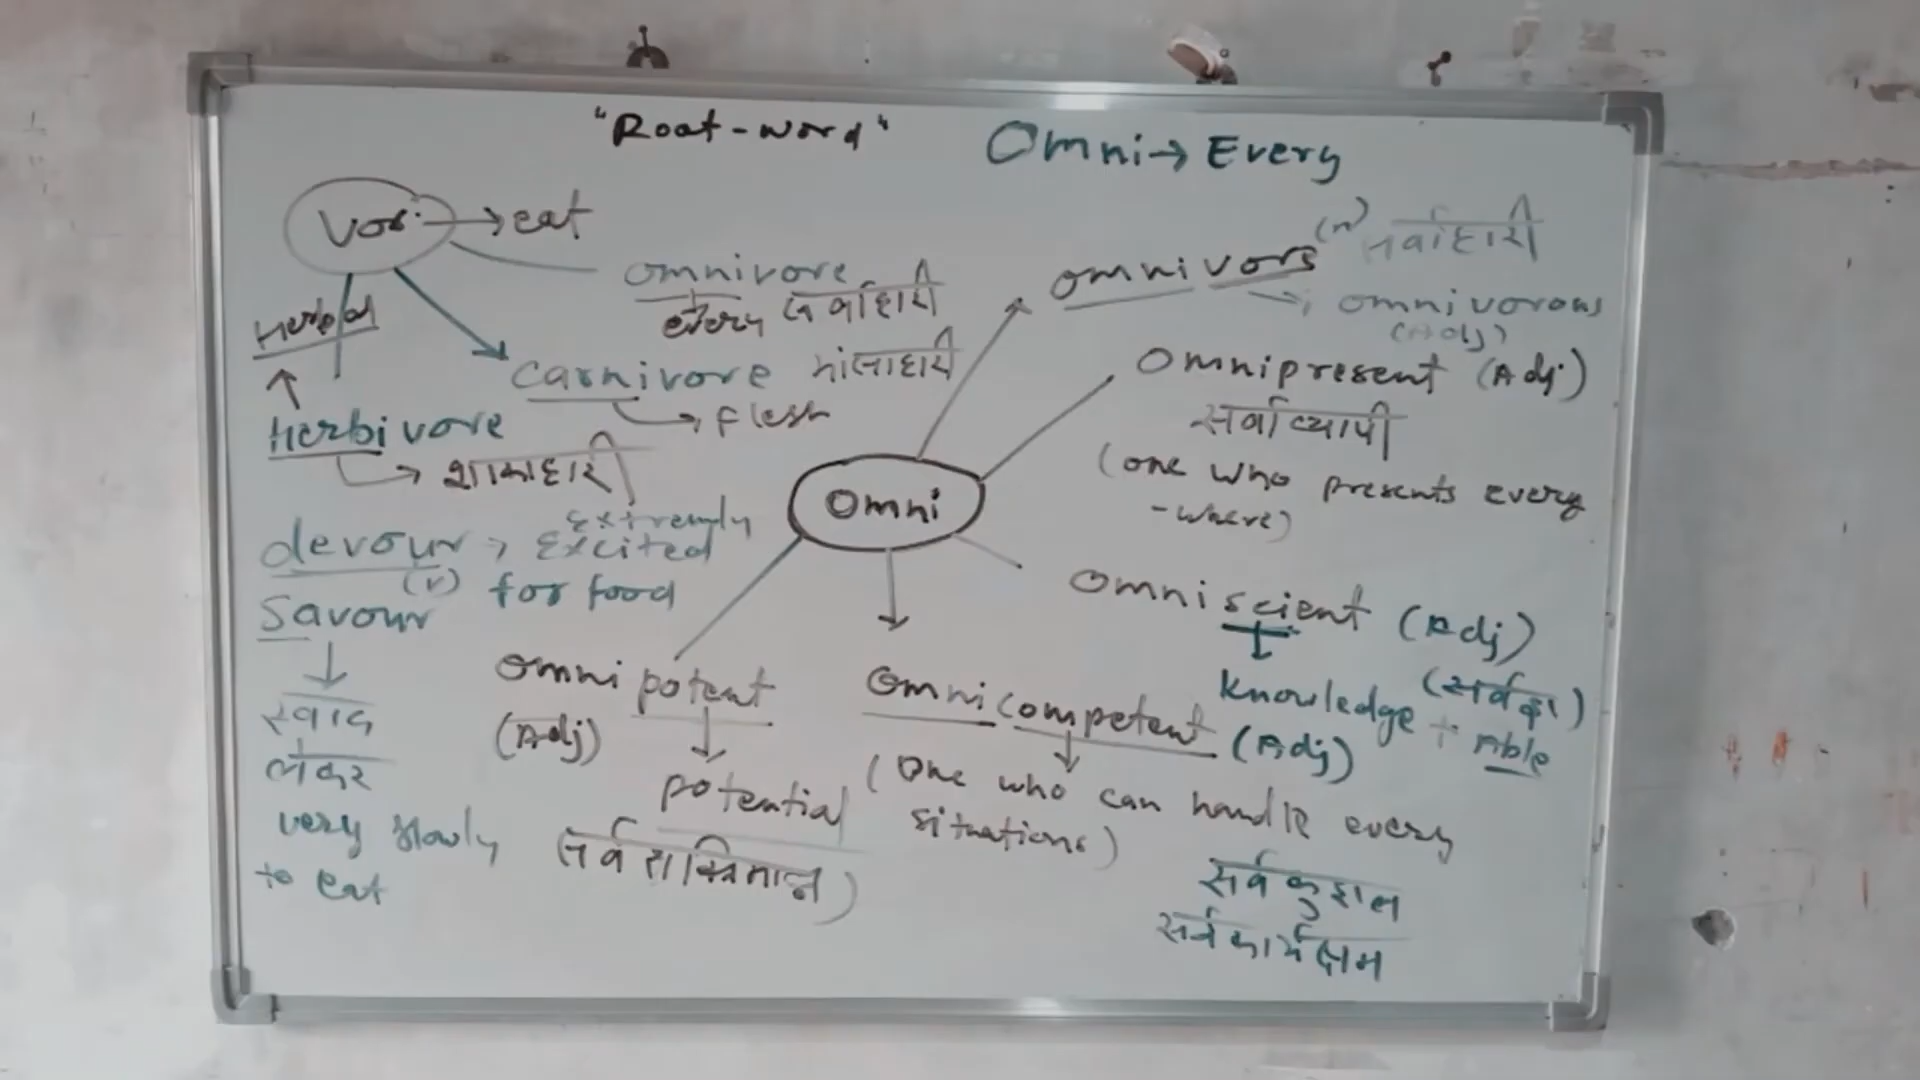 "Root-word"
Omni → Every
Vor → eat
omnivore
every सर्वाहारी
Herbal
carnivore मांसाहारी
→ flesh
Herbivore
→ शाकाहारी
devour → Extremly
Excited
(v) for food
Savour
स्वाद
लेकर
very slowly
to eat
Omni
omnivors (n) सर्वाहारी
→ omnivorous
(Adj)
Omnipresent (Adj)
सर्वाव्यापी
(one who presents every
-where)
Omniscient (Adj)
Knowledge + Able
(सर्वज्ञ)
Omnicompetent (Adj)
(One who can handle every
situations)
सर्वकुशल
सर्वकार्यक्षम
Omnipotent
(Adj)
potential
(सर्वशक्तिमान)